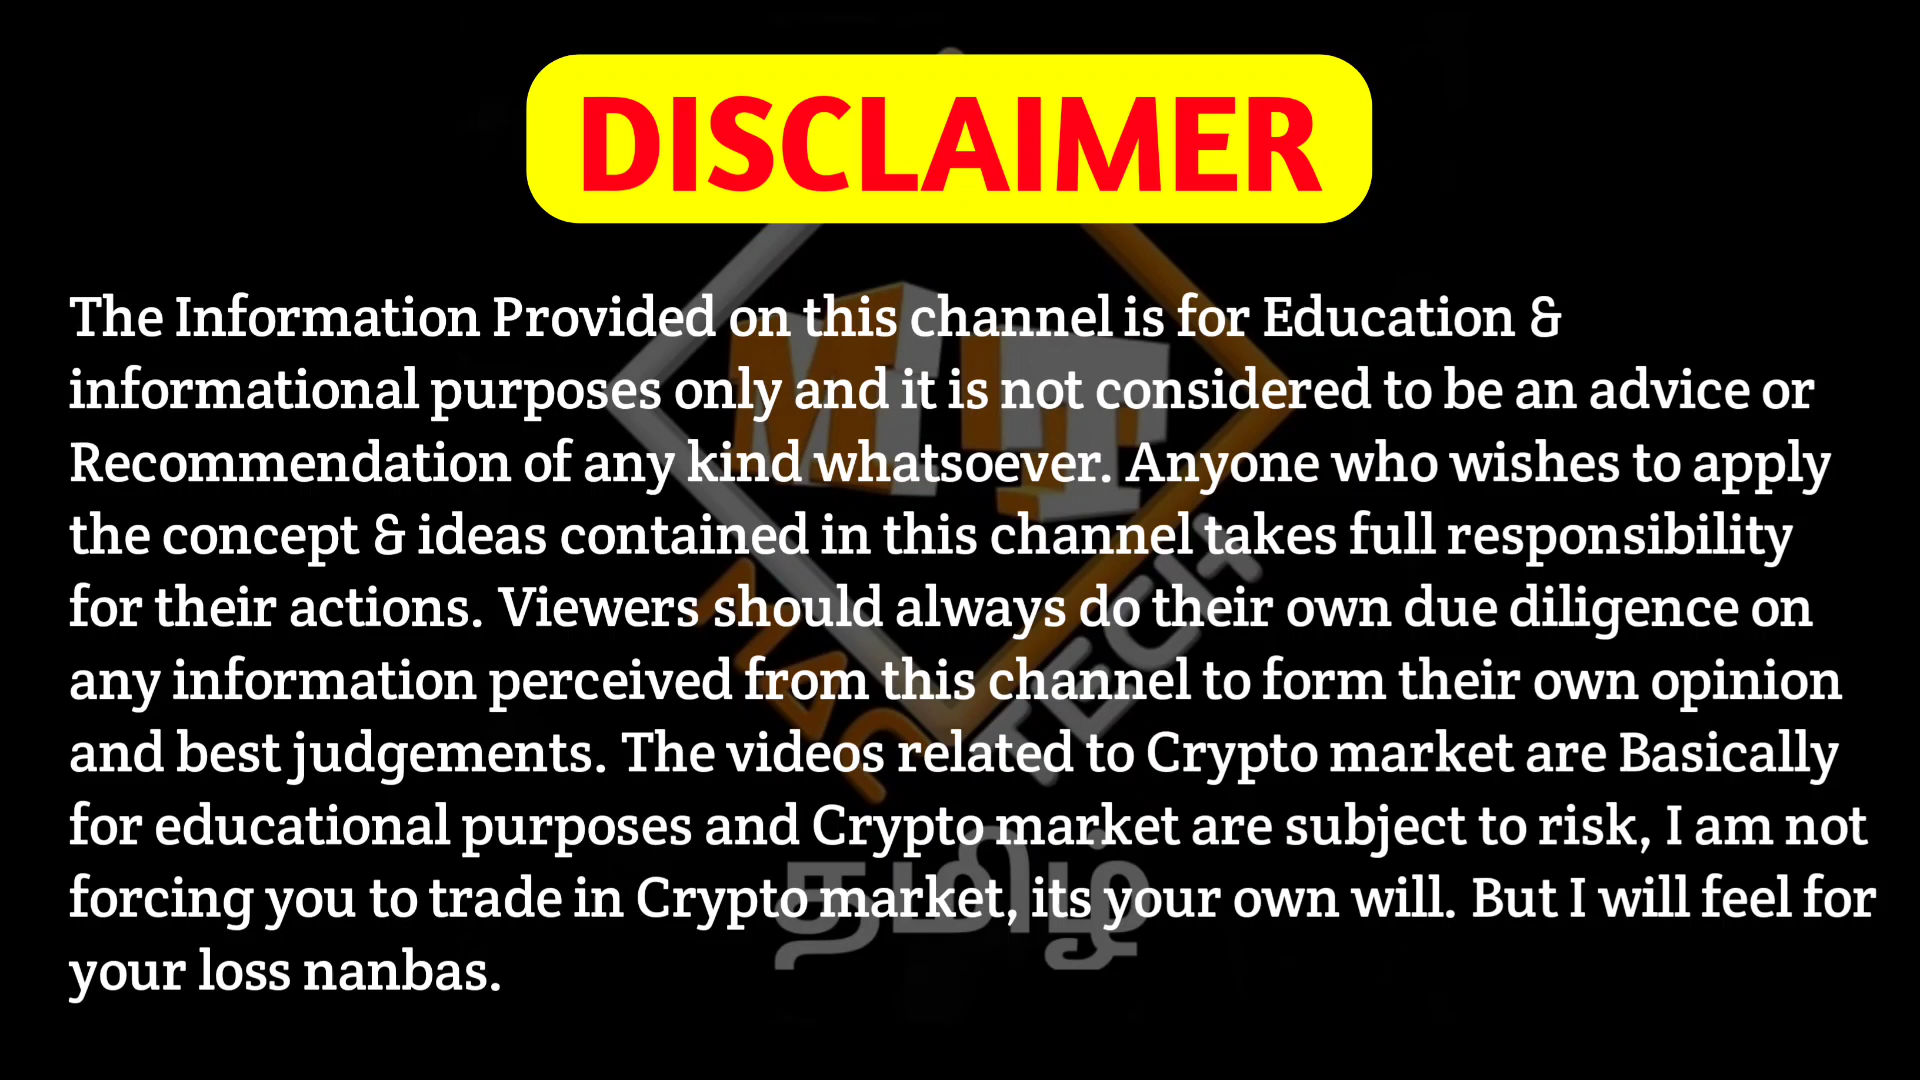 DISCLAIMER
The Information Provided on this channel is for Education &
informational purposes only and it is not considered to be an advice or
Recommendation of any kind whatsoever. Anyone who wishes to apply
the concept & ideas contained in this channel takes full responsibility
for their actions. Viewers should always do their own due diligence on
any information perceived from this channel to form their own opinion
and best judgements. The videos related to Crypto market are Basically
for educational purposes and Crypto market are subject to risk, I am not
forcing you to trade in Crypto market, its your own will. But I will feel for
your loss nanbas.
MT
TECH
தமிழ்